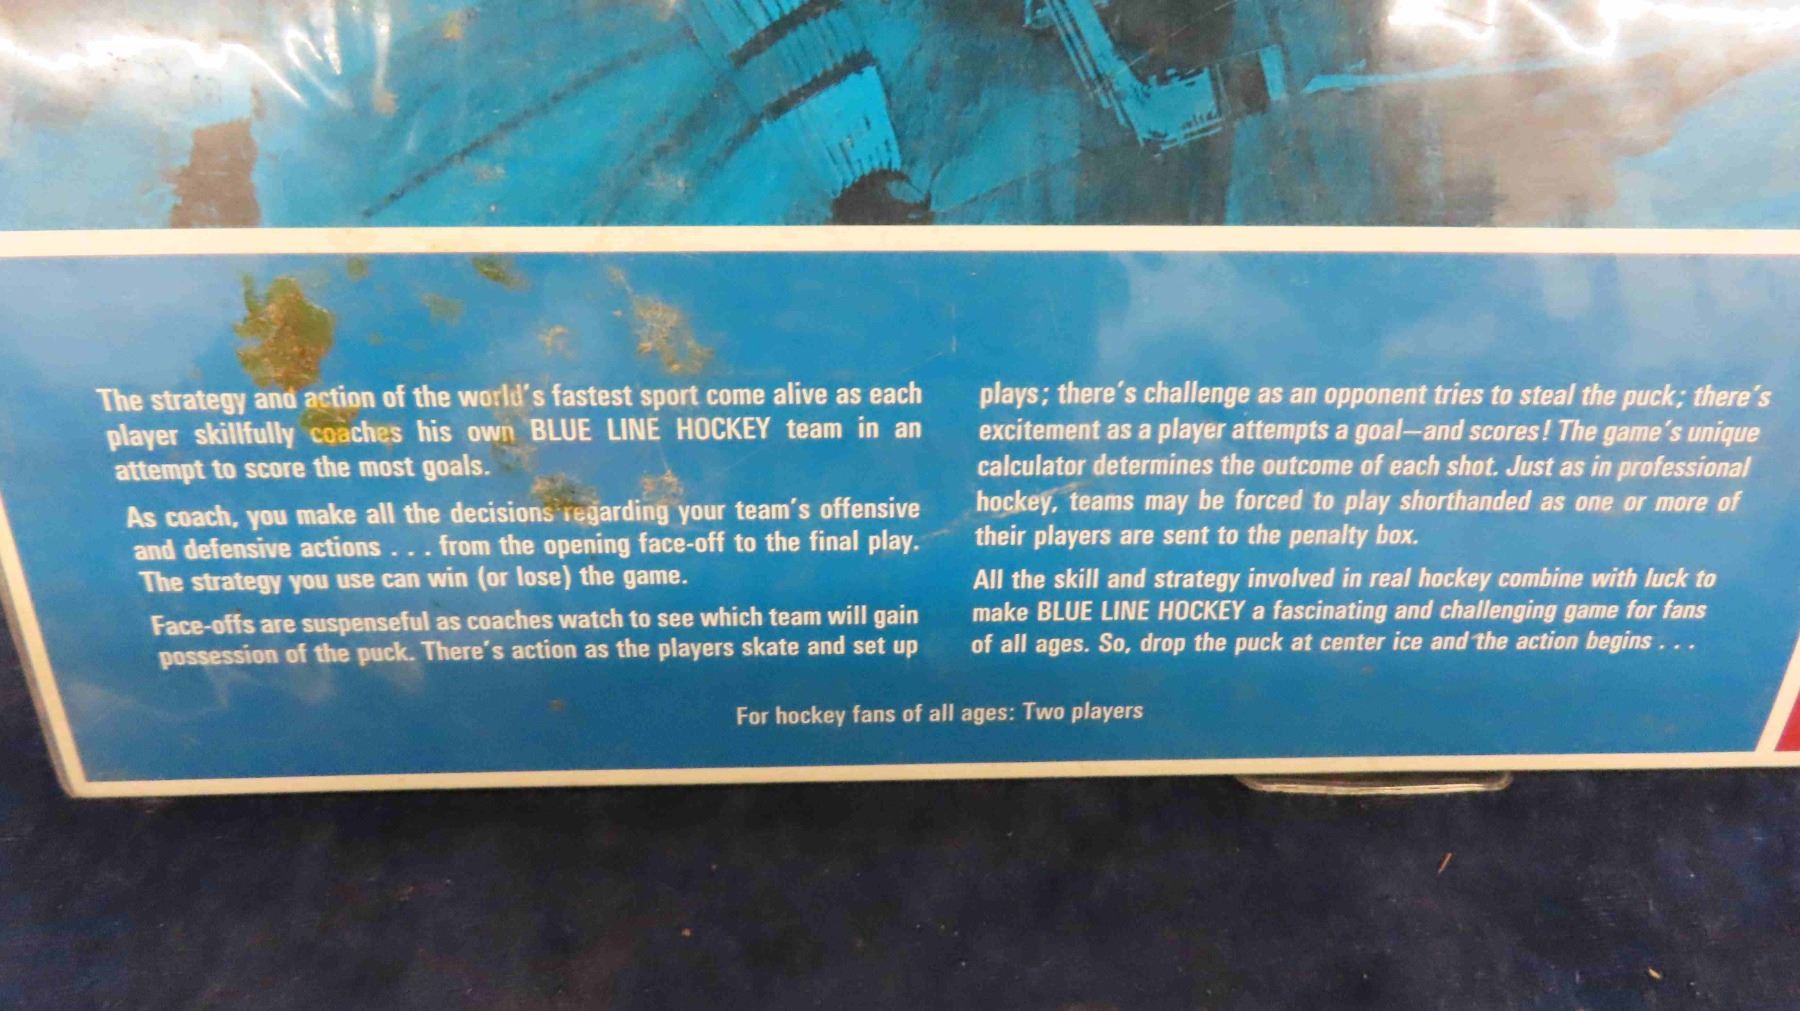 The strategy and action of the world's fastest sport come alive as each
player skillfully coaches his own BLUE LINE HOCKEY team in an
attempt to score the most goals.
As coach, you make all the decisions regarding your team's offensive
and defensive actions . . . from the opening face-off to the final play.
The strategy you use can win (or lose) the game.
Face-offs are suspenseful as coaches watch to see which team will gain
possession of the puck. There's action as the players skate and set up
plays; there's challenge as an opponent tries to steal the puck; there's
excitement as a player attempts a goal—and scores! The game's unique
calculator determines the outcome of each shot. Just as in professional
hockey, teams may be forced to play shorthanded as one or more of
their players are sent to the penalty box.
All the skill and strategy involved in real hockey combine with luck to
make BLUE LINE HOCKEY a fascinating and challenging game for fans
of all ages. So, drop the puck at center ice and the action begins . . .
For hockey fans of all ages: Two players